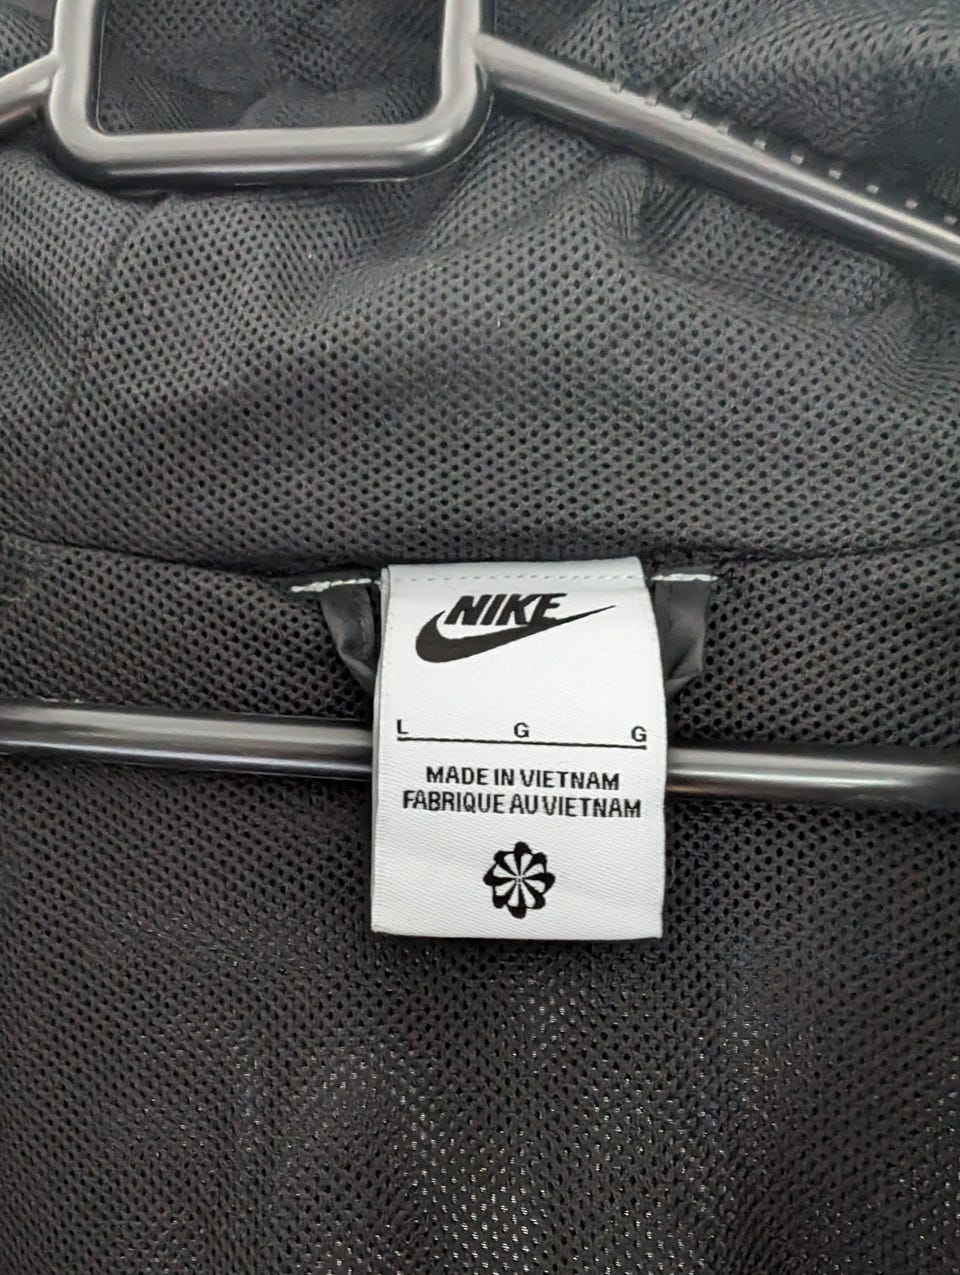 NIKE
L G G
MADE IN VIETNAM
FABRIQUE AU VIETNAM